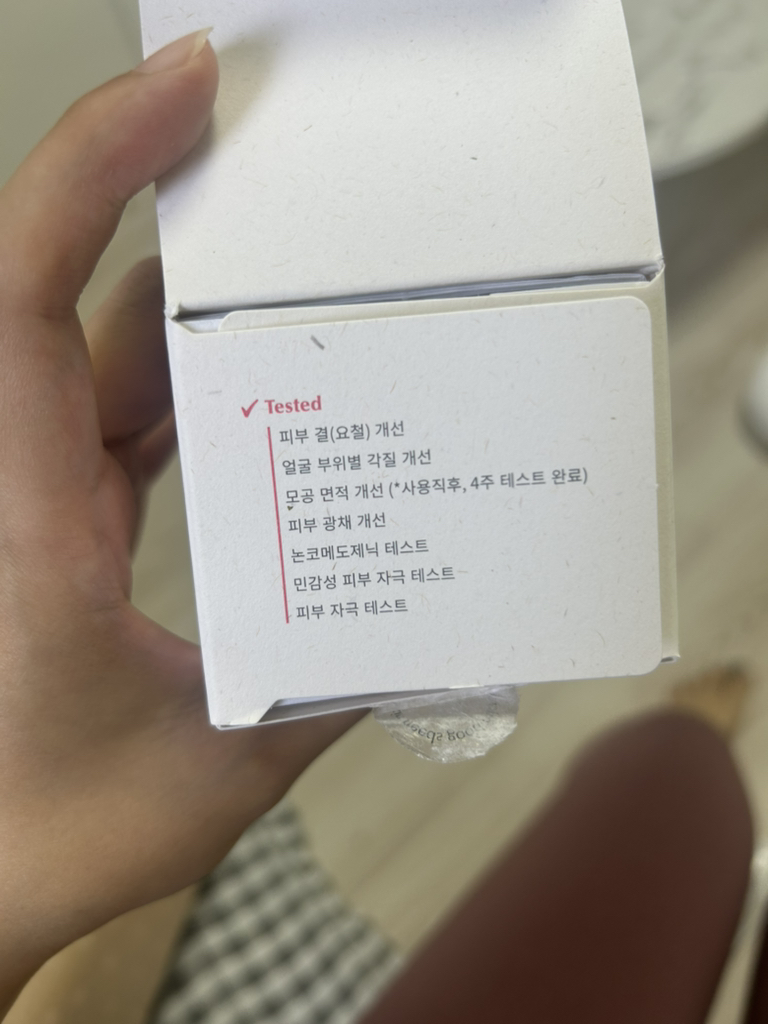 ✓ Tested
피부 결(요철) 개선
얼굴 부위별 각질 개선
모공 면적 개선 (*사용직후, 4주 테스트 완료)
피부 광채 개선
논코메도제닉 테스트
민감성 피부 자극 테스트
피부 자극 테스트
needs good